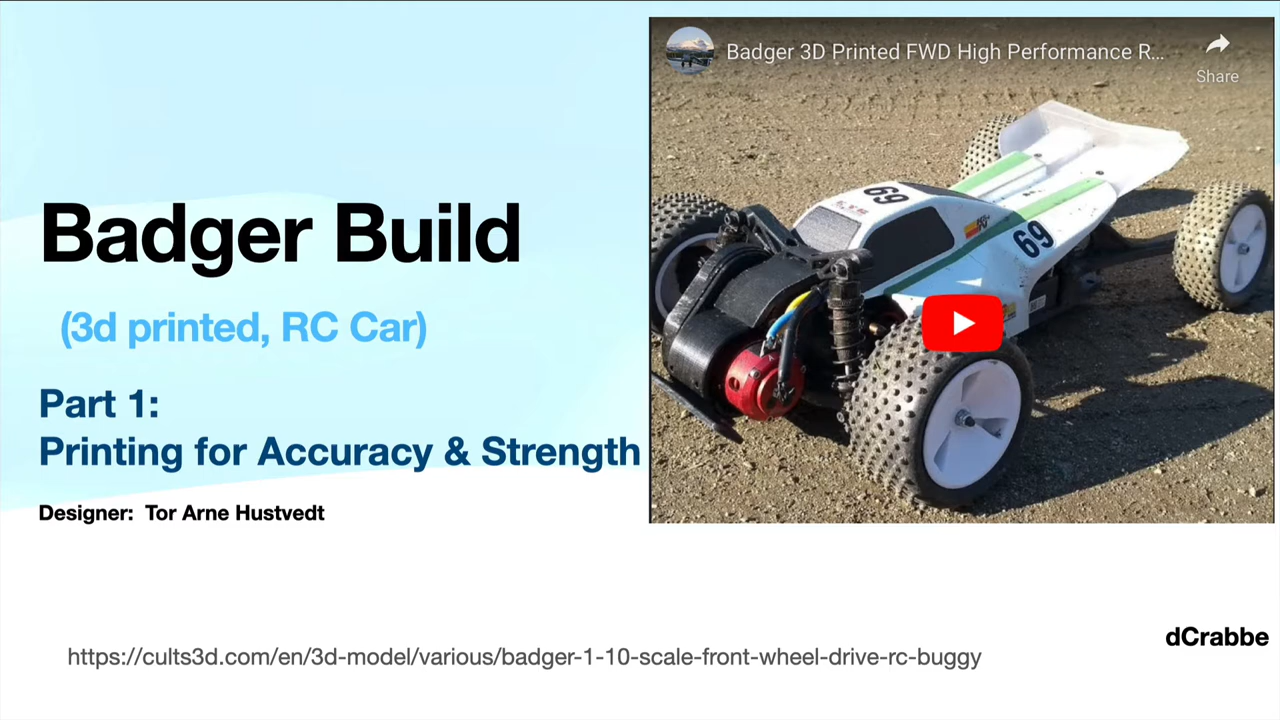 Badger Build
(3d printed, RC Car)
Part 1:
Printing for Accuracy & Strength
Designer: Tor Arne Hustvedt
Badger 3D Printed FWD High Performance R...
Share
69
69
dCrabbe
https://cults3d.com/en/3d-model/various/badger-1-10-scale-front-wheel-drive-rc-buggy